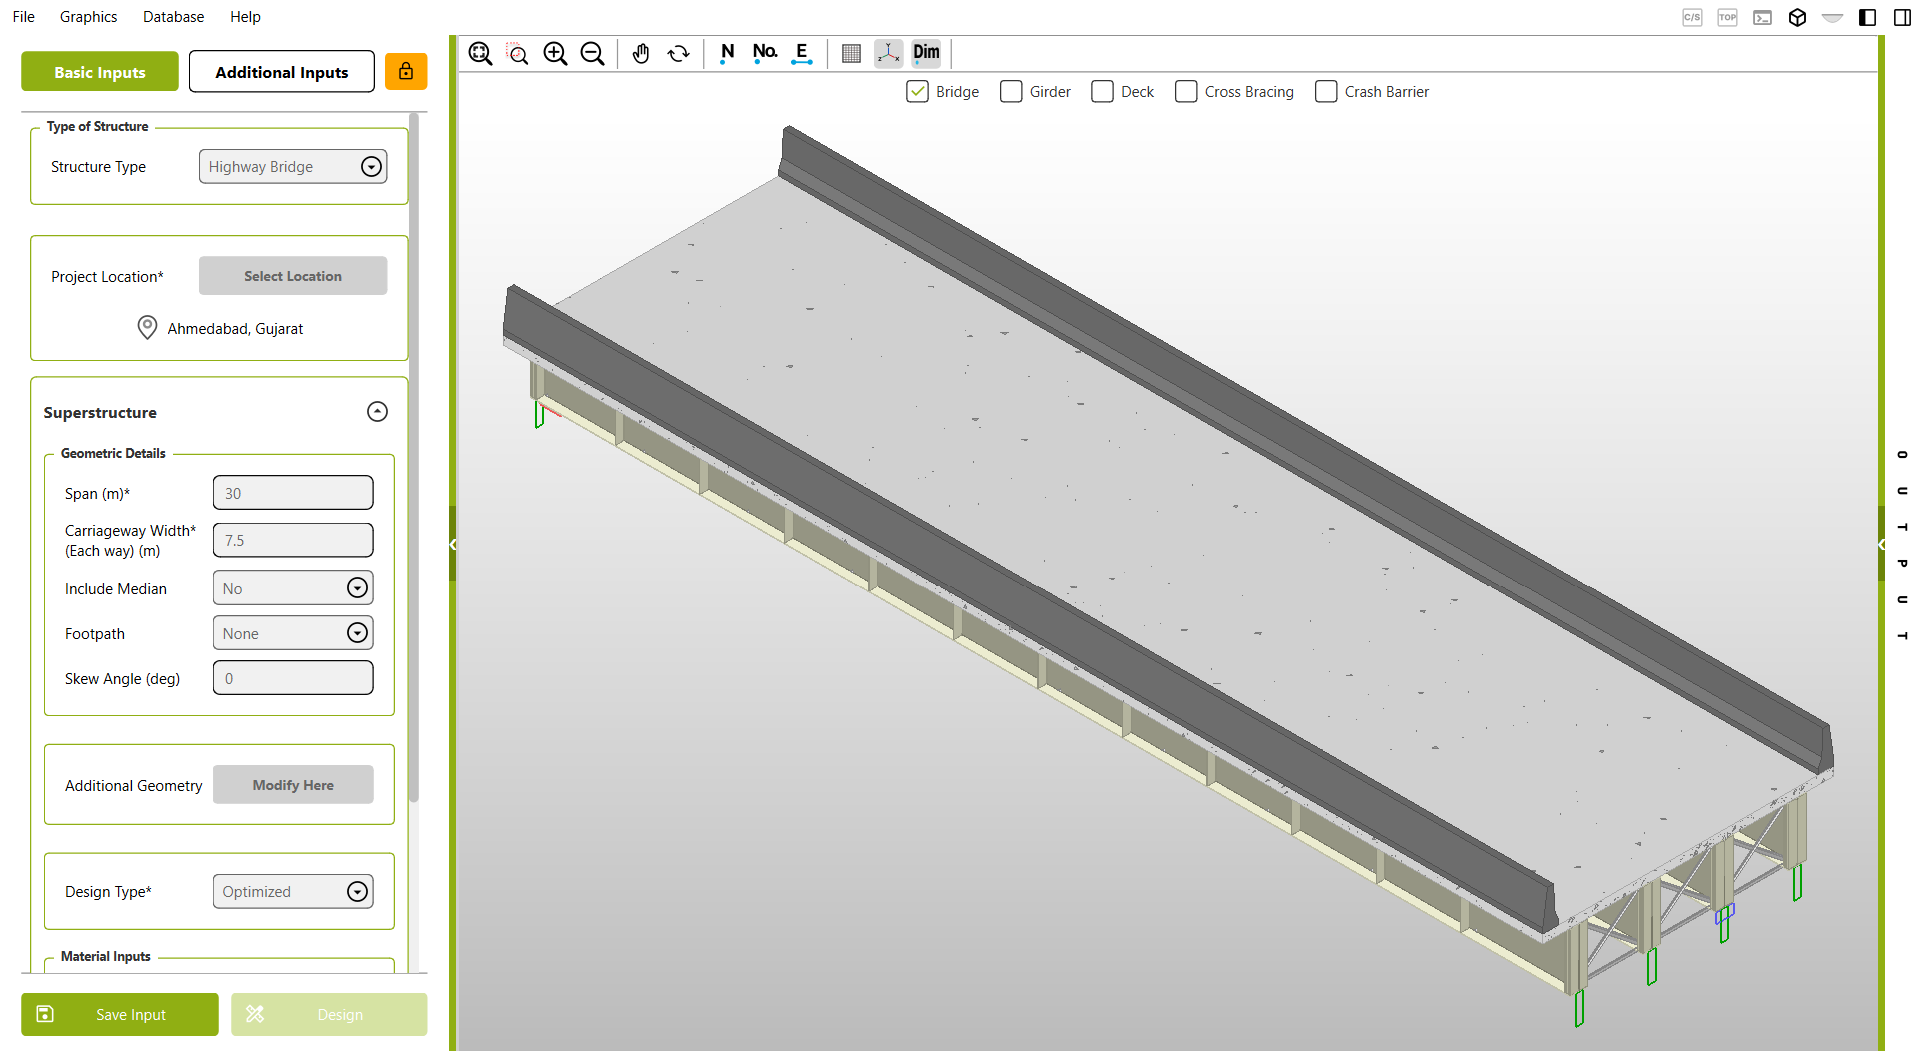 File Graphics Database Help
C/S TOP
Basic Inputs Additional Inputs
N No. E Dim
Bridge Girder Deck Cross Bracing Crash Barrier
Type of Structure
Structure Type Highway Bridge
Project Location* Select Location
Ahmedabad, Gujarat
Superstructure
Geometric Details
Span (m)* 30
Carriageway Width*
(Each way) (m) 7.5
Include Median No
Footpath None
Skew Angle (deg) 0
Additional Geometry Modify Here
Design Type* Optimized
Material Inputs
Save Input Design
OUTPUT